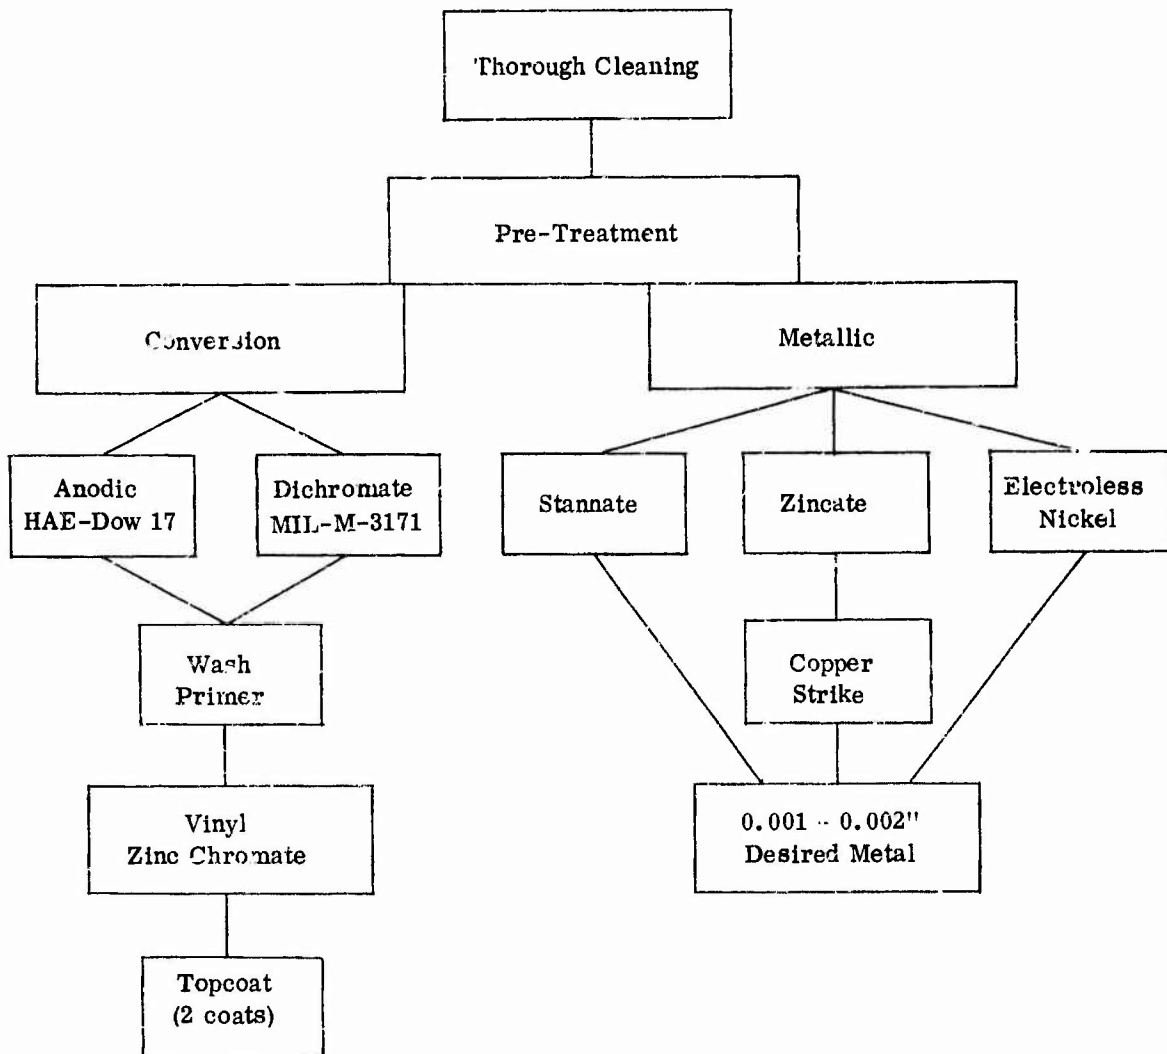 Thorough Cleaning
Pre-Treatment
Conversion
Metallic
Anodic
HAE-Dow 17
Dichromate
MIL-M-3171
Stannate
Zincate
Electroless
Nickel
Wash
Primer
Copper
Strike
Vinyl
Zinc Chromate
0.001 - 0.002"
Desired Metal
Topcoat
(2 coats)